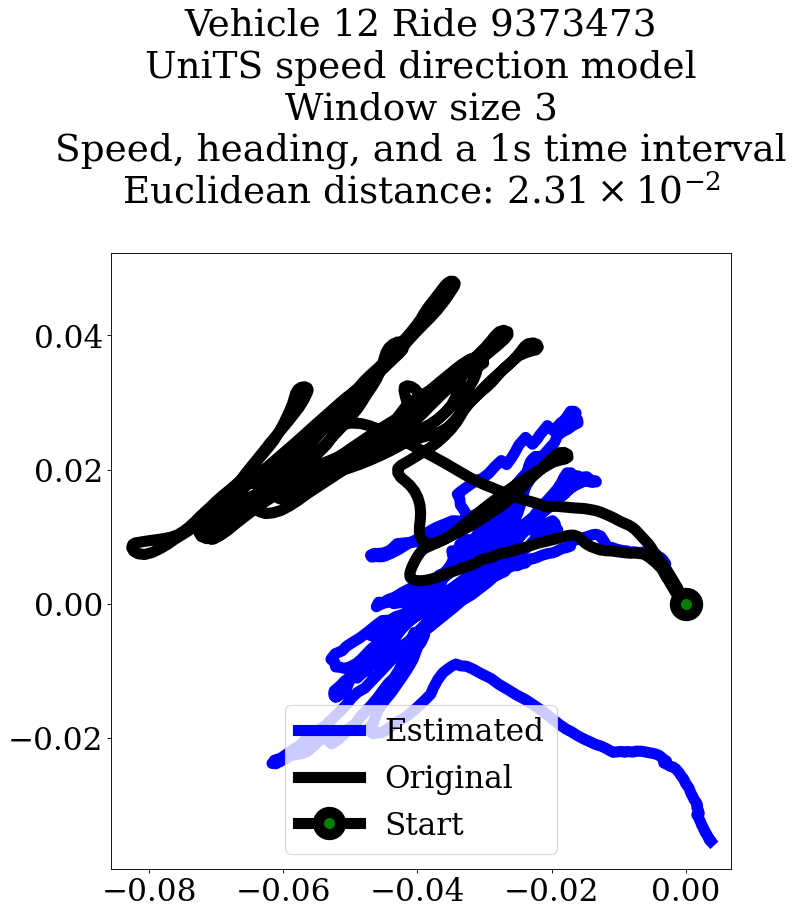 Vehicle 12 Ride 9373473
UniTS speed direction model
Window size 3
Speed, heading, and a 1s time interval
Euclidean distance: 2.31 × 10⁻²
0.04
0.02
0.00
−0.02
Estimated
Original
Start
−0.08 −0.06 −0.04 −0.02 0.00